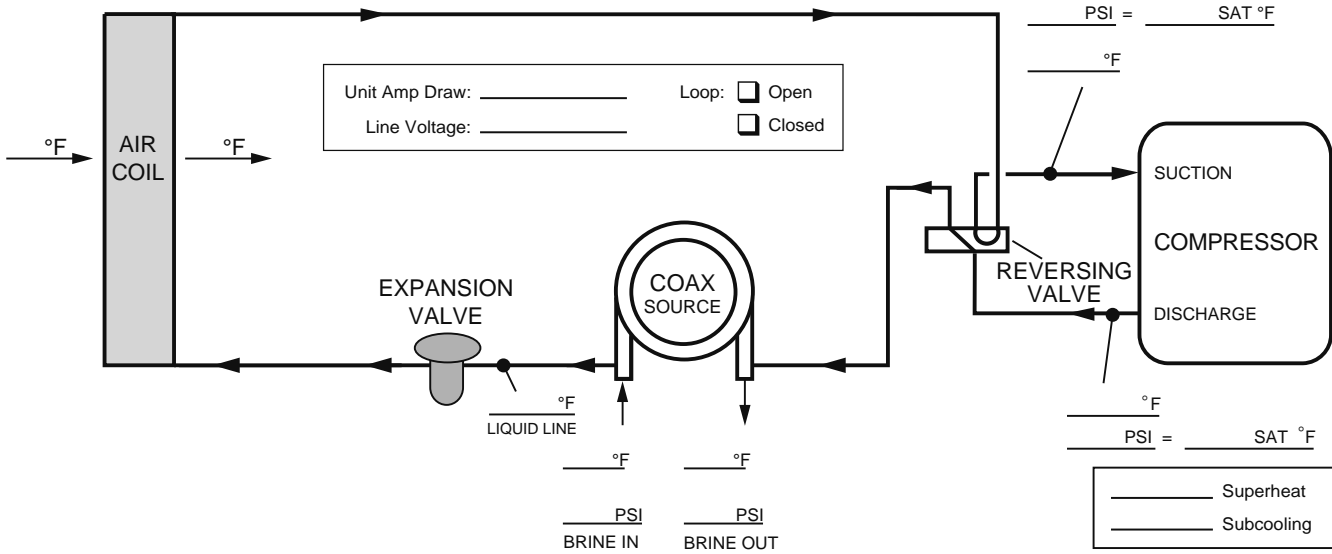 PSI = SAT °F
°F
Unit Amp Draw: Loop: Open
Line Voltage: Closed
°F
AIR
COIL
°F
SUCTION
COMPRESSOR
DISCHARGE
REVERSING
VALVE
COAX
SOURCE
EXPANSION
VALVE
°F
LIQUID LINE
°F
PSI = SAT °F
°F °F
PSI PSI
BRINE IN BRINE OUT
Superheat
Subcooling